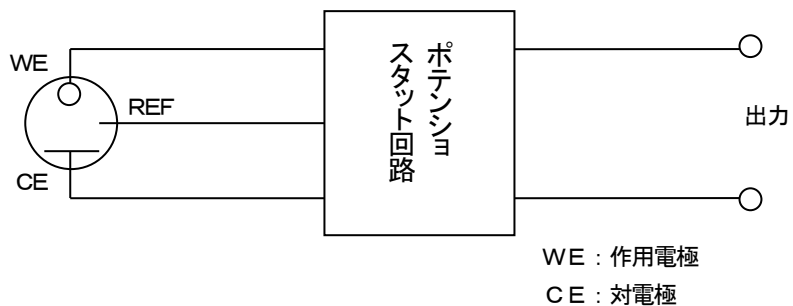 WE
REF
CE
ポテンショ
スタット回路
出力
WE：作用電極
CE：対電極